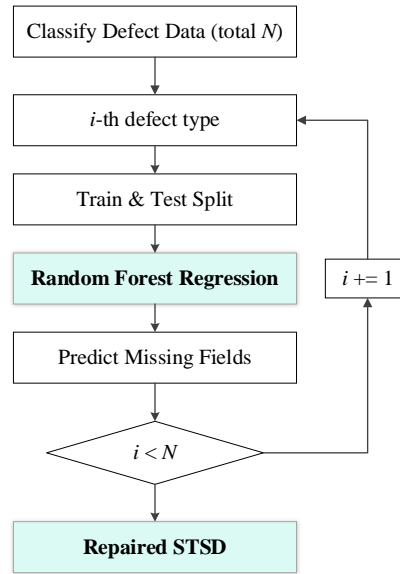 Classify Defect Data (total N)
i-th defect type
Train & Test Split
Random Forest Regression
i += 1
Predict Missing Fields
i < N
Repaired STSD